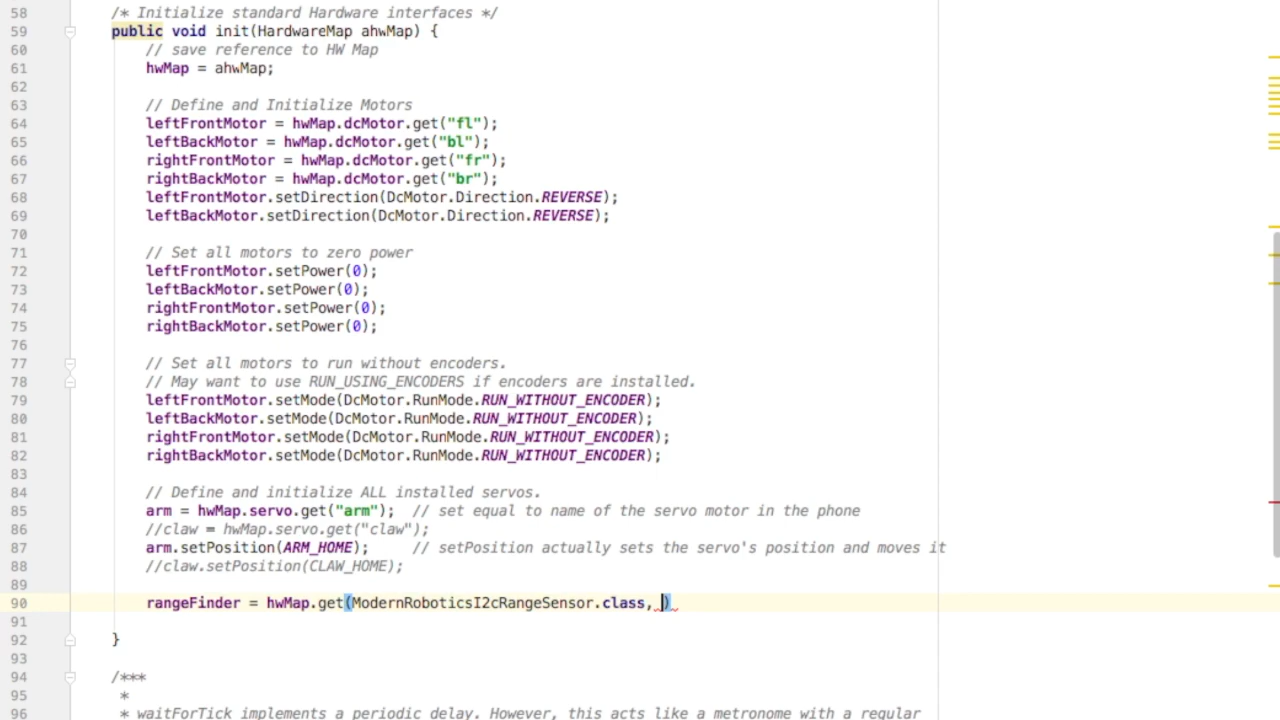 58 /* Initialize standard Hardware interfaces */
59 public void init(HardwareMap ahwMap) {
60 // save reference to HW Map
61 hwMap = ahwMap;
62
63 // Define and Initialize Motors
64 leftFrontMotor = hwMap.dcMotor.get("fl");
65 leftBackMotor = hwMap.dcMotor.get("bl");
66 rightFrontMotor = hwMap.dcMotor.get("fr");
67 rightBackMotor = hwMap.dcMotor.get("br");
68 leftFrontMotor.setDirection(DcMotor.Direction.REVERSE);
69 leftBackMotor.setDirection(DcMotor.Direction.REVERSE);
70
71 // Set all motors to zero power
72 leftFrontMotor.setPower(0);
73 leftBackMotor.setPower(0);
74 rightFrontMotor.setPower(0);
75 rightBackMotor.setPower(0);
76
77 // Set all motors to run without encoders.
78 // May want to use RUN_USING_ENCODERS if encoders are installed.
79 leftFrontMotor.setMode(DcMotor.RunMode.RUN_WITHOUT_ENCODER);
80 leftBackMotor.setMode(DcMotor.RunMode.RUN_WITHOUT_ENCODER);
81 rightFrontMotor.setMode(DcMotor.RunMode.RUN_WITHOUT_ENCODER);
82 rightBackMotor.setMode(DcMotor.RunMode.RUN_WITHOUT_ENCODER);
83
84 // Define and initialize ALL installed servos.
85 arm = hwMap.servo.get("arm"); // set equal to name of the servo motor in the phone
86 //claw = hwMap.servo.get("claw");
87 arm.setPosition(ARM_HOME); // setPosition actually sets the servo's position and moves it
88 //claw.setPosition(CLAW_HOME);
89
90 rangeFinder = hwMap.get(ModernRoboticsI2cRangeSensor.class, )
91
92 }
93
94 /***
95 *
96 * waitForTick implements a periodic delay. However, this acts like a metronome with a regular